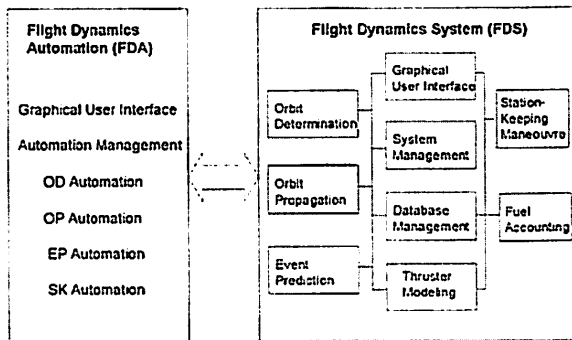 Flight Dynamics
Automation (FDA)
Graphical User Interface
Automation Management
OD Automation
OP Automation
EP Automation
SK Automation
Flight Dynamics System (FDS)
Orbit
Determination
Orbit
Propagation
Event
Prediction
Graphical
User Interface
System
Management
Database
Management
Thruster
Modeling
Station-
Keeping
Maneouvre
Fuel
Accounting